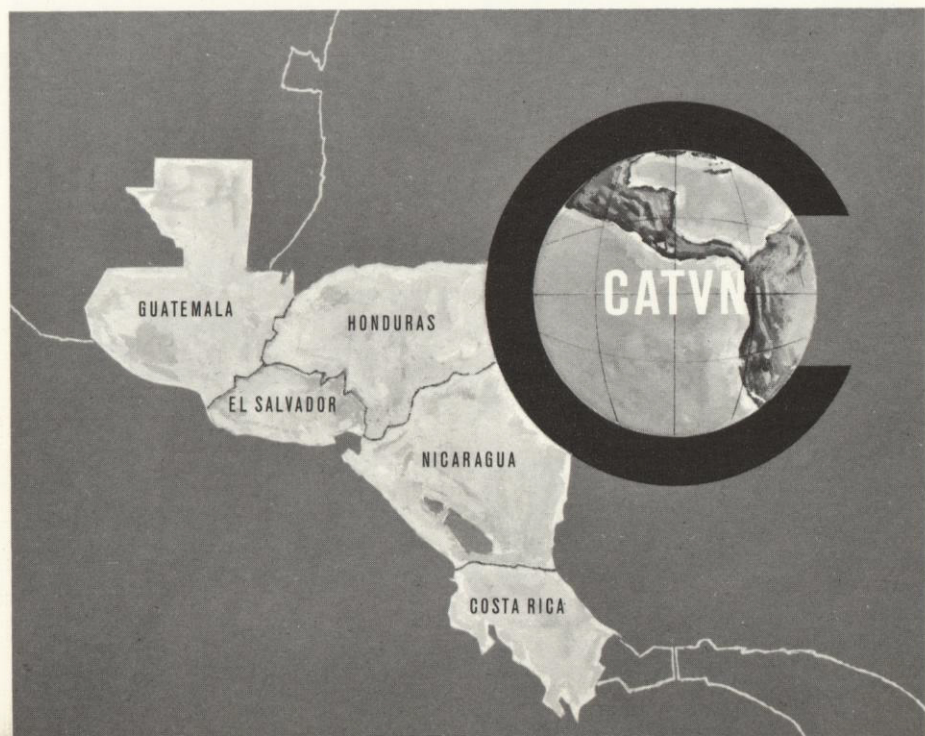 GUATEMALA
HONDURAS
CATVN
EL SALVADOR
NICARAGUA
COSTA RICA